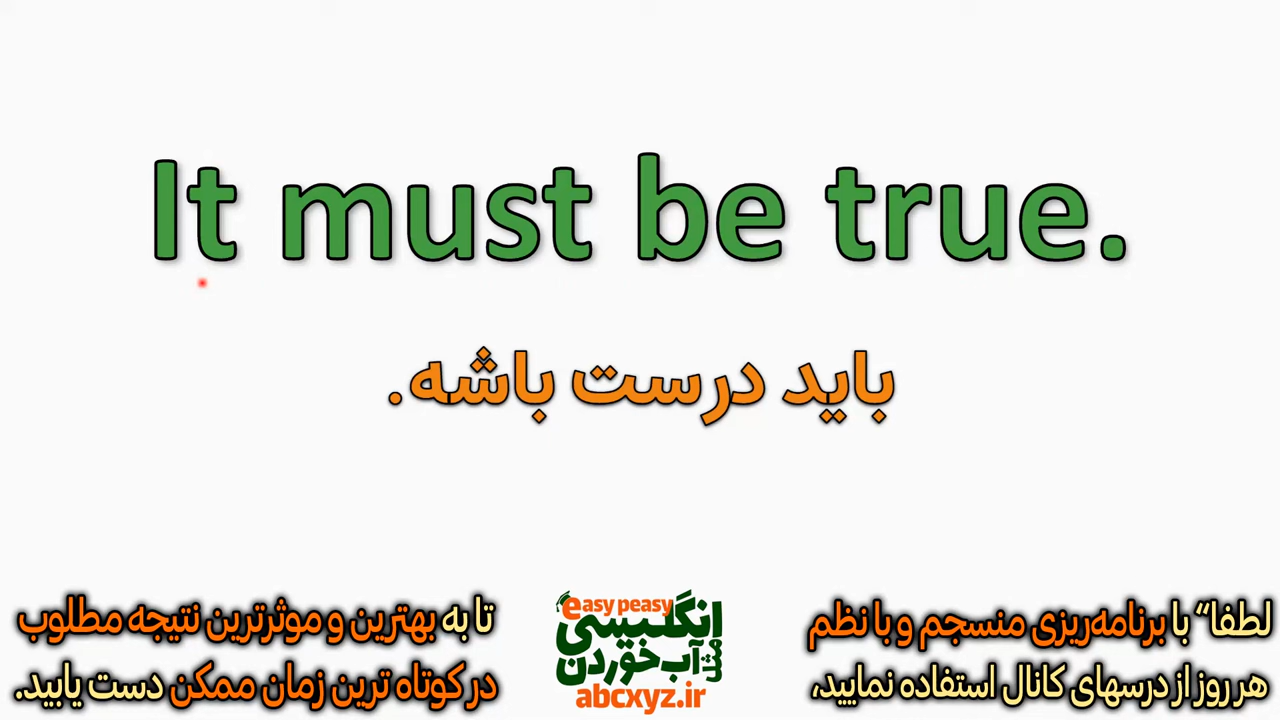 It must be true.
باید درست باشه.
لطفا“ با برنامه‌ریزی منسجم و با نظم
هر روز از درسهای کانال استفاده نمایید،
easy peasy
انگلیسی
مثل آب خوردن
abcxyz.ir
تا به بهترین و موثرترین نتیجه مطلوب
در کوتاه ترین زمان ممکن دست یابید.